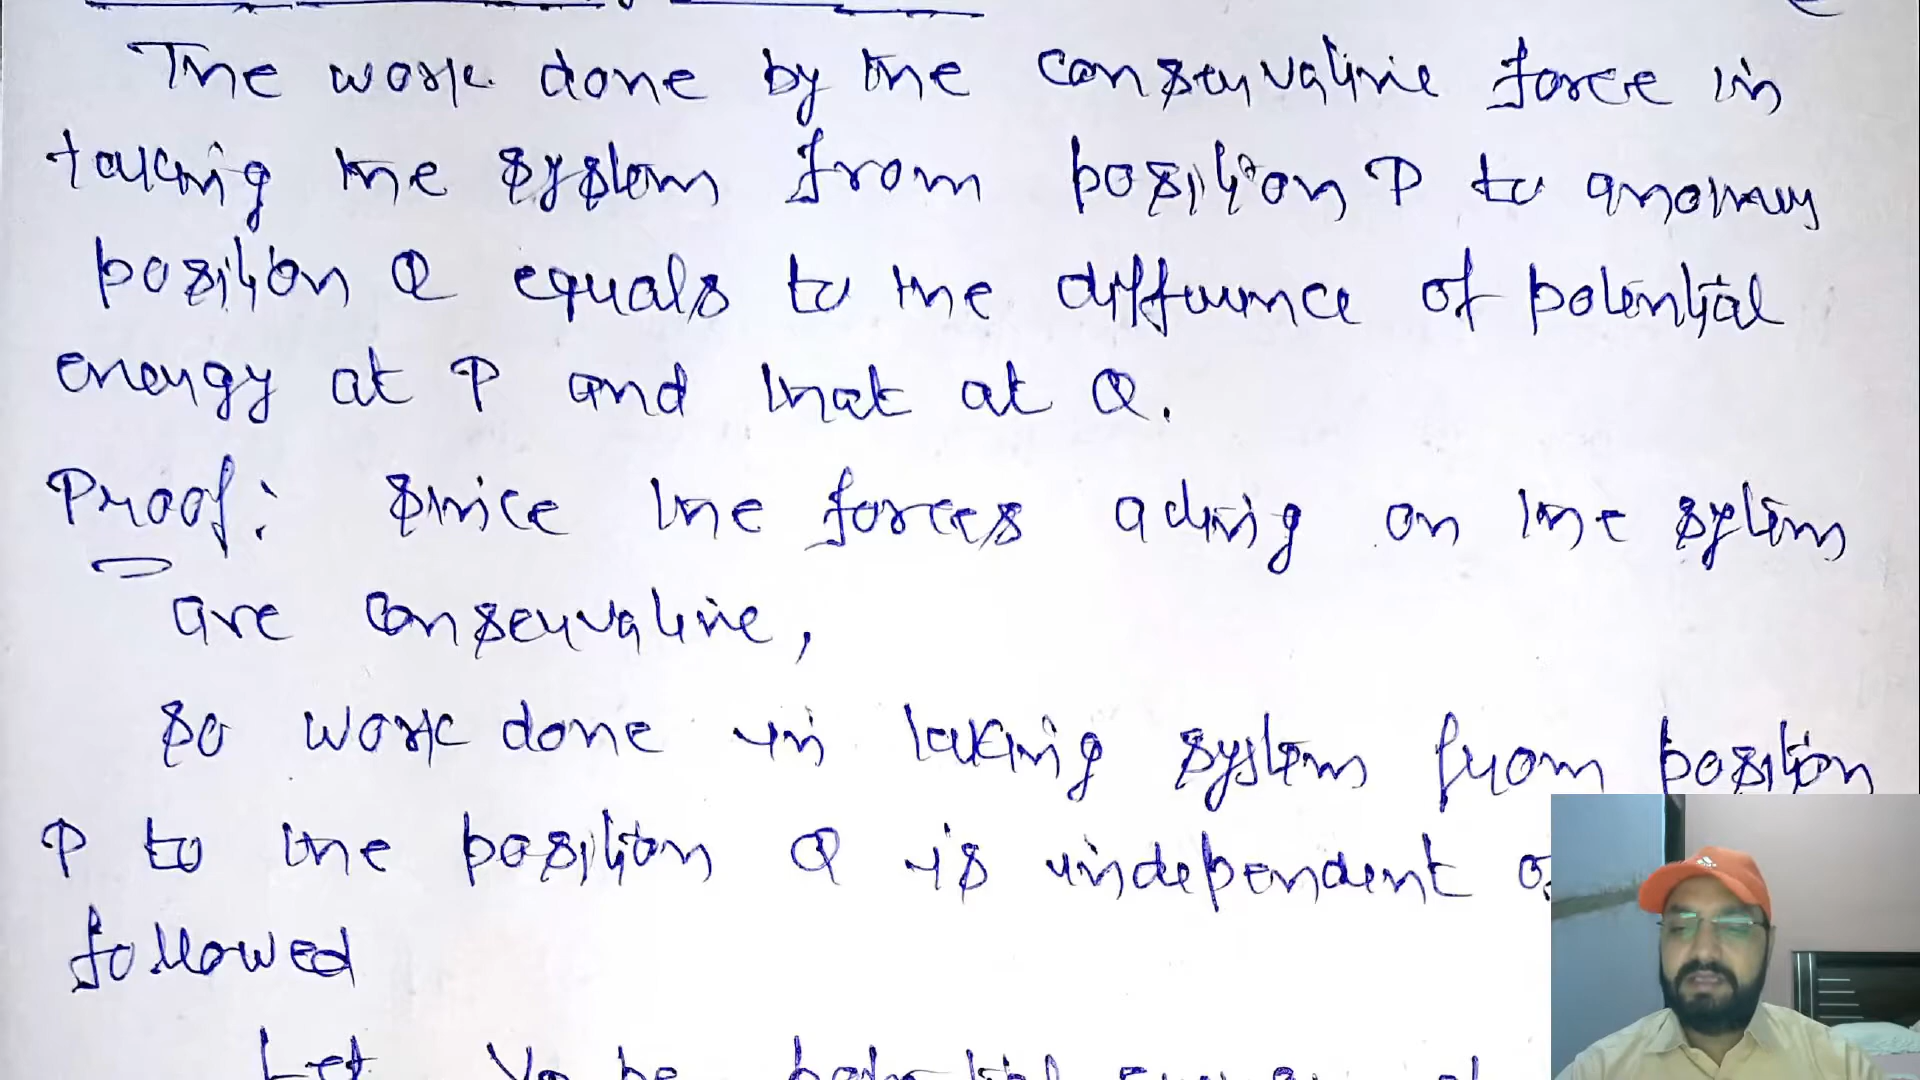 The work done by the conservative force in
taking the system from position P to another
position Q equals to the difference of potential
energy at P and that at Q.
Proof: Since the forces acting on the system
are conservative,
So work done in taking system from position
P to the position Q is independent
followed
Let